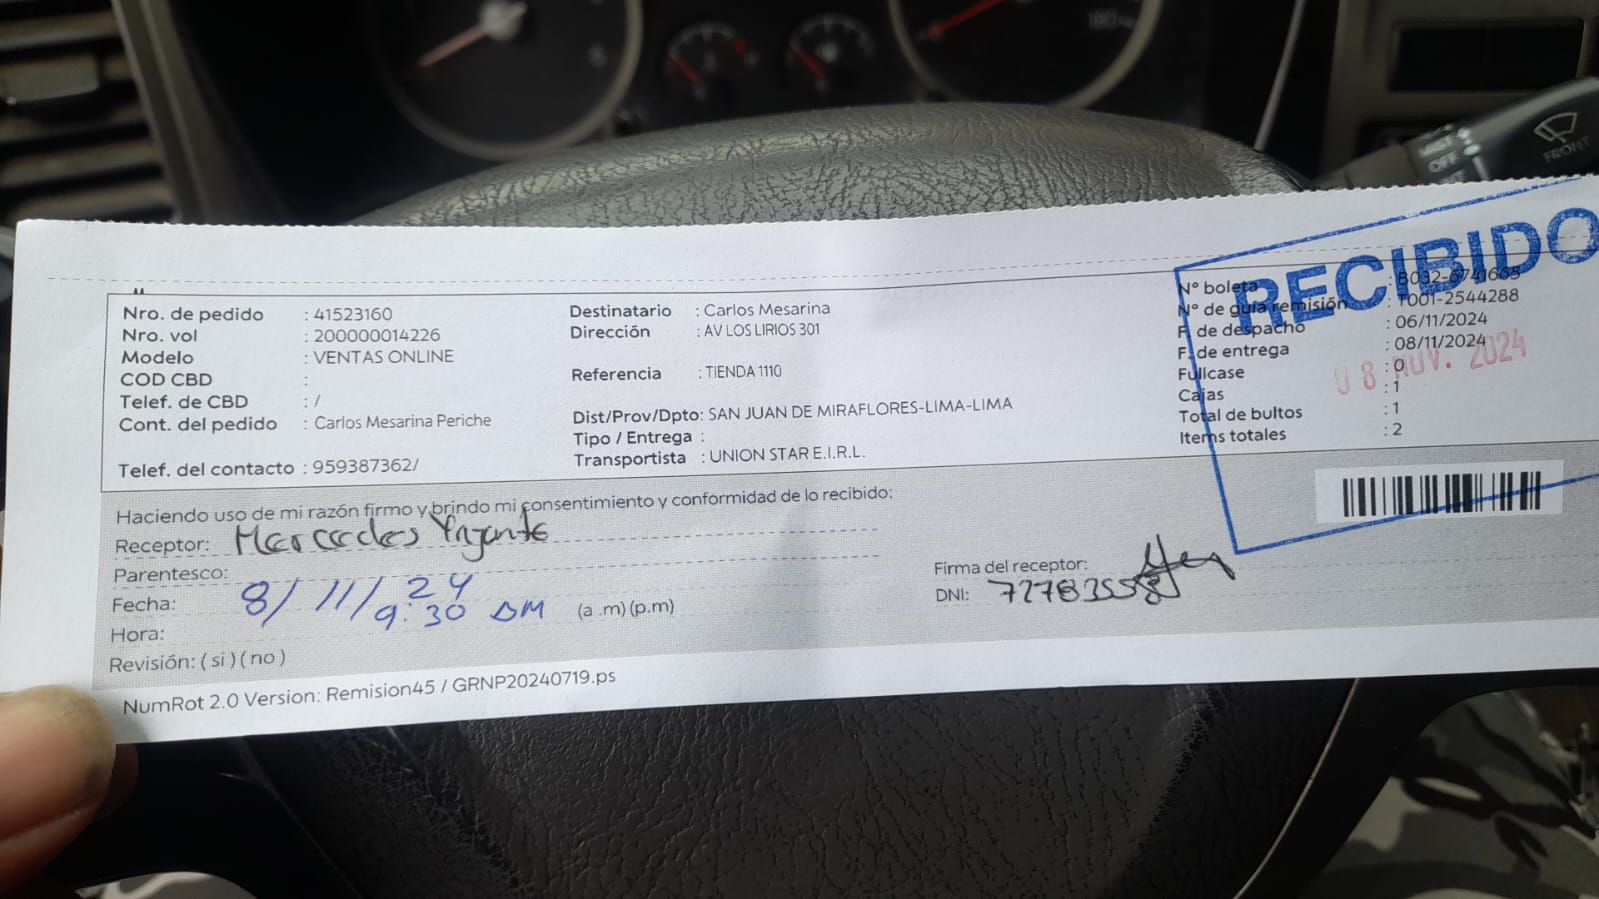 Nro. de pedido : 41523160
Nro. vol : 200000014226
Modelo : VENTAS ONLINE
COD CBD :
Telef. de CBD : /
Cont. del pedido : Carlos Mesarina Periche
Telef. del contacto : 959387362/
Destinatario : Carlos Mesarina
Dirección : AV LOS LIRIOS 301
Referencia : TIENDA 1110
Dist/Prov/Dpto: SAN JUAN DE MIRAFLORES-LIMA-LIMA
Tipo / Entrega :
Transportista : UNION STAR E.I.R.L.
RECIBIDO
N° boleta : B032-6741665
N° de guía remisión : T001-2544288
F. de despacho : 06/11/2024
F. de entrega : 08/11/2024
Fullcase : 0
Cajas : 1
Total de bultos : 1
Items totales : 2
08 NOV. 2024
Haciendo uso de mi razón firmo y brindo mi consentimiento y conformidad de lo recibido:
Receptor: Mercedes
Parentesco:
Fecha: 8/11/24
Hora: 9:30 AM (a .m) (p.m)
Revisión: ( si ) ( no )
Firma del receptor:
DNI:
NumRot 2.0 Version: Remision45 / GRNP20240719.ps
MIST
OFF
FRONT
180